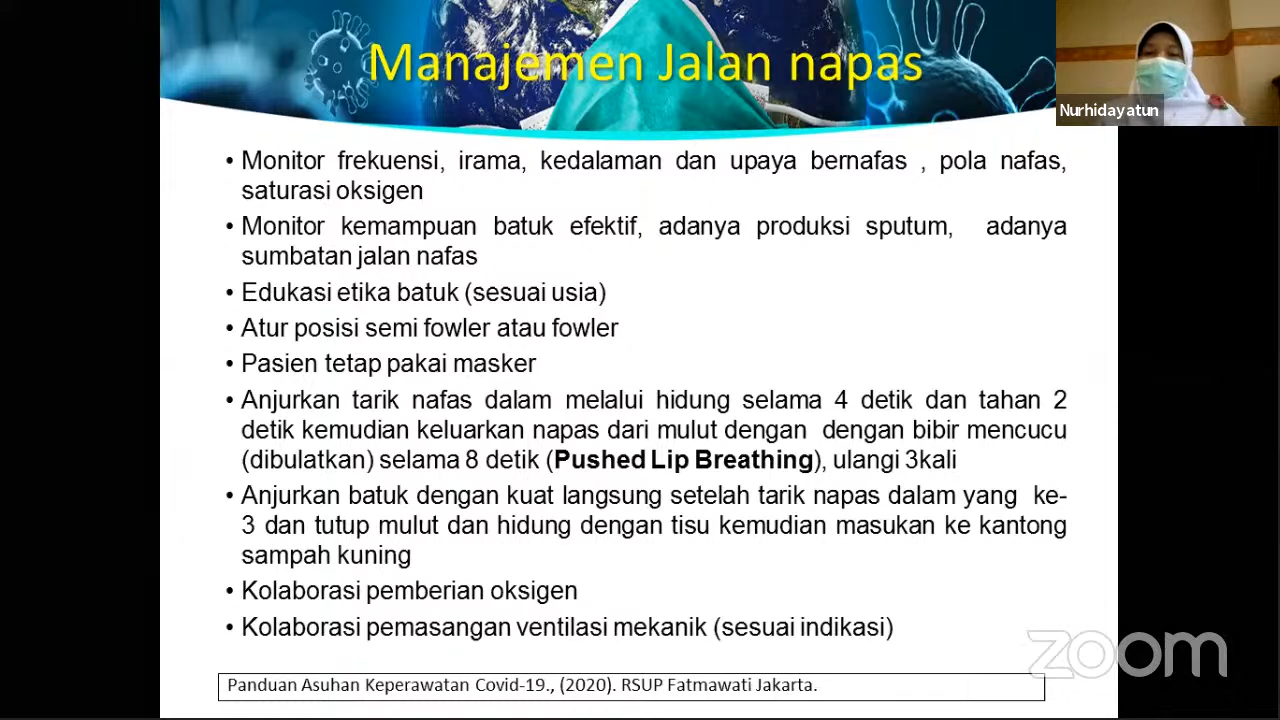 Manajemen Jalan napas
Nurhidayatun
• Monitor frekuensi, irama, kedalaman dan upaya bernafas , pola nafas,
saturasi oksigen
• Monitor kemampuan batuk efektif, adanya produksi sputum, adanya
sumbatan jalan nafas
• Edukasi etika batuk (sesuai usia)
• Atur posisi semi fowler atau fowler
• Pasien tetap pakai masker
• Anjurkan tarik nafas dalam melalui hidung selama 4 detik dan tahan 2
detik kemudian keluarkan napas dari mulut dengan dengan bibir mencucu
(dibulatkan) selama 8 detik (Pushed Lip Breathing), ulangi 3kali
• Anjurkan batuk dengan kuat langsung setelah tarik napas dalam yang ke-
3 dan tutup mulut dan hidung dengan tisu kemudian masukan ke kantong
sampah kuning
• Kolaborasi pemberian oksigen
• Kolaborasi pemasangan ventilasi mekanik (sesuai indikasi)
zoom
Panduan Asuhan Keperawatan Covid-19., (2020). RSUP Fatmawati Jakarta.